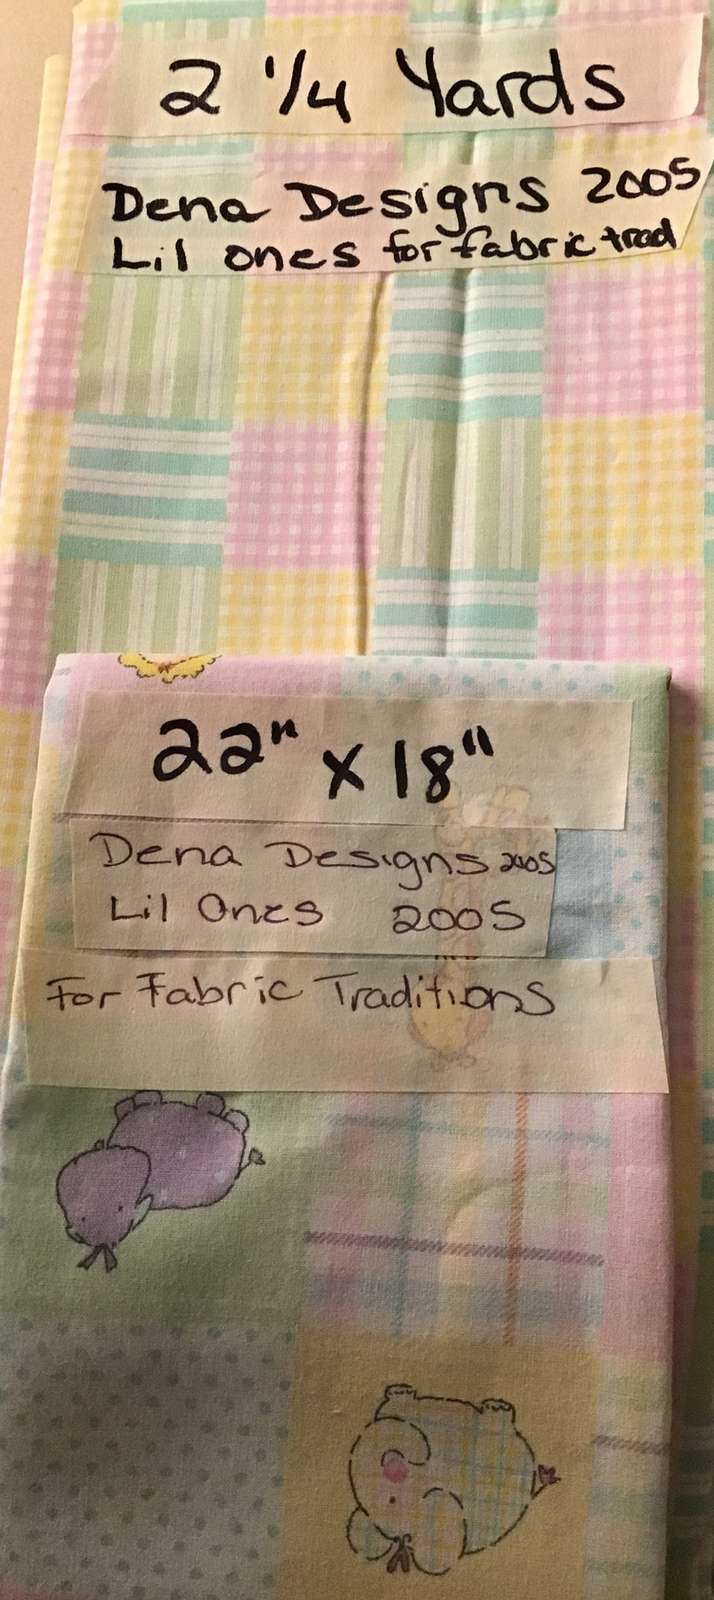 2 1/4 Yards
Dena Designs 2005
Lil ones for fabric trad
22" x 18"
Dena Designs 2005
Lil Ones 2005
For Fabric Traditions